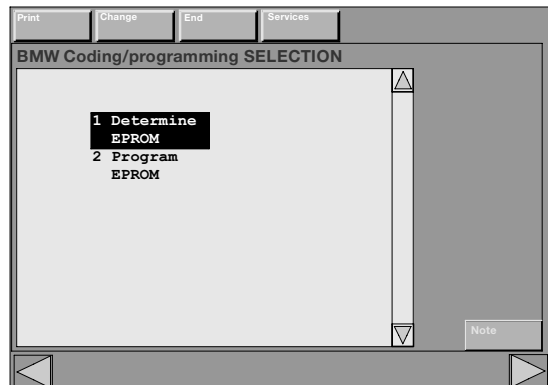 Print
Change
End
Services
BMW Coding/programming SELECTION
1 Determine
EPROM
2 Program
EPROM
Note